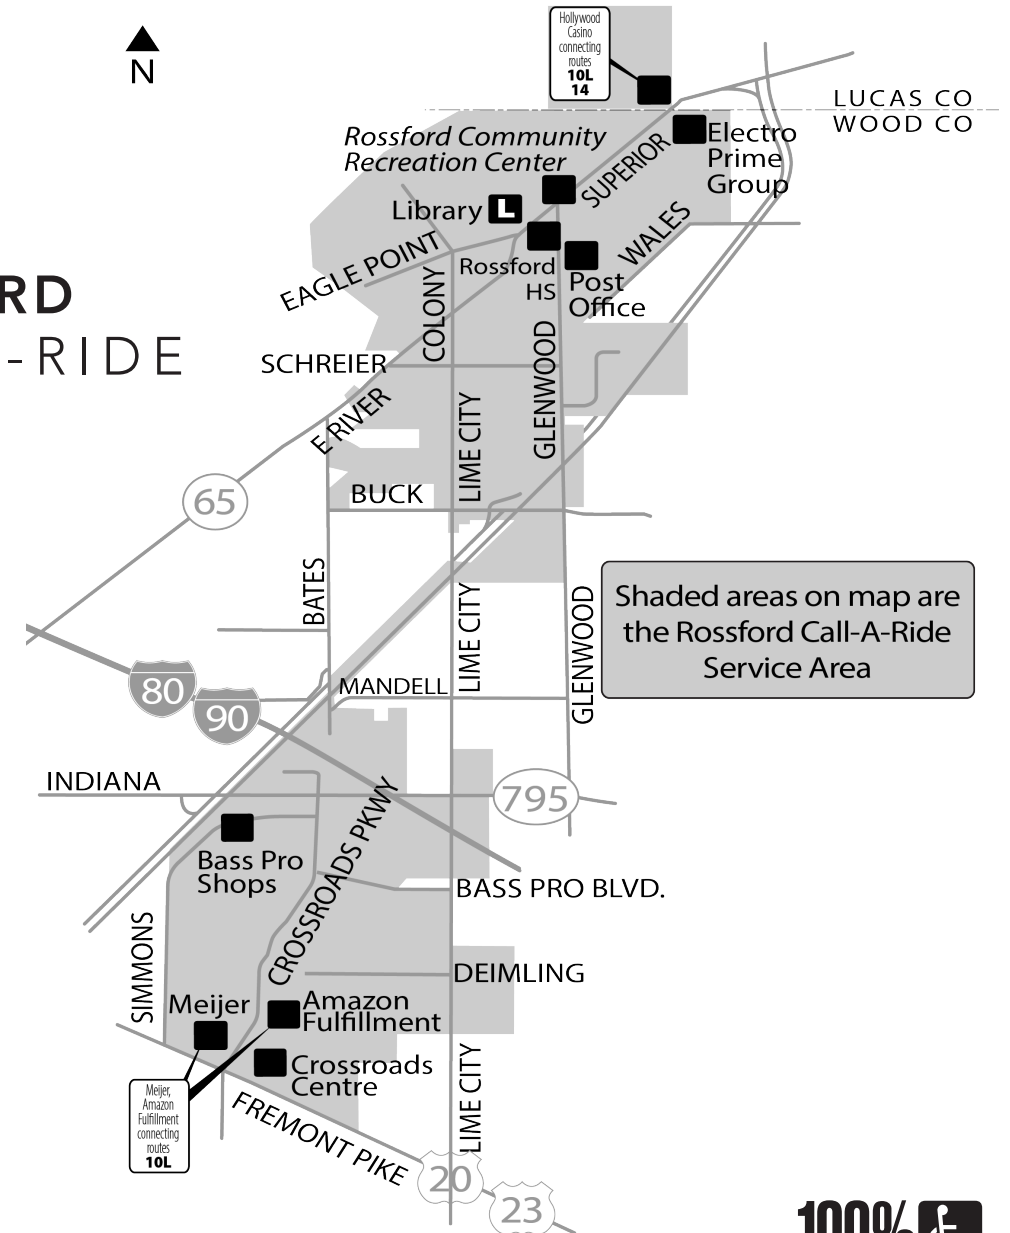 Hollywood
Casino
connecting
routes
10L
14
N
LUCAS CO
WOOD CO
Rossford Community
Recreation Center
Electro
Prime
Group
SUPERIOR
Library L
WALES
EAGLE POINT
Rossford
HS
Post
Office
RD
-RIDE
COLONY
GLENWOOD
SCHREIER
E RIVER
LIME CITY
65
BUCK
BATES
Shaded areas on map are
the Rossford Call-A-Ride
Service Area
LIME CITY
GLENWOOD
80
90
MANDELL
INDIANA
795
CROSSROADS PKWY
Bass Pro
Shops
BASS PRO BLVD.
SIMMONS
DEIMLING
Meijer
Amazon
Fulfillment
Crossroads
Centre
LIME CITY
Meijer,
Amazon
Fulfillment
connecting
routes
10L
FREMONT PIKE
20
23
100%